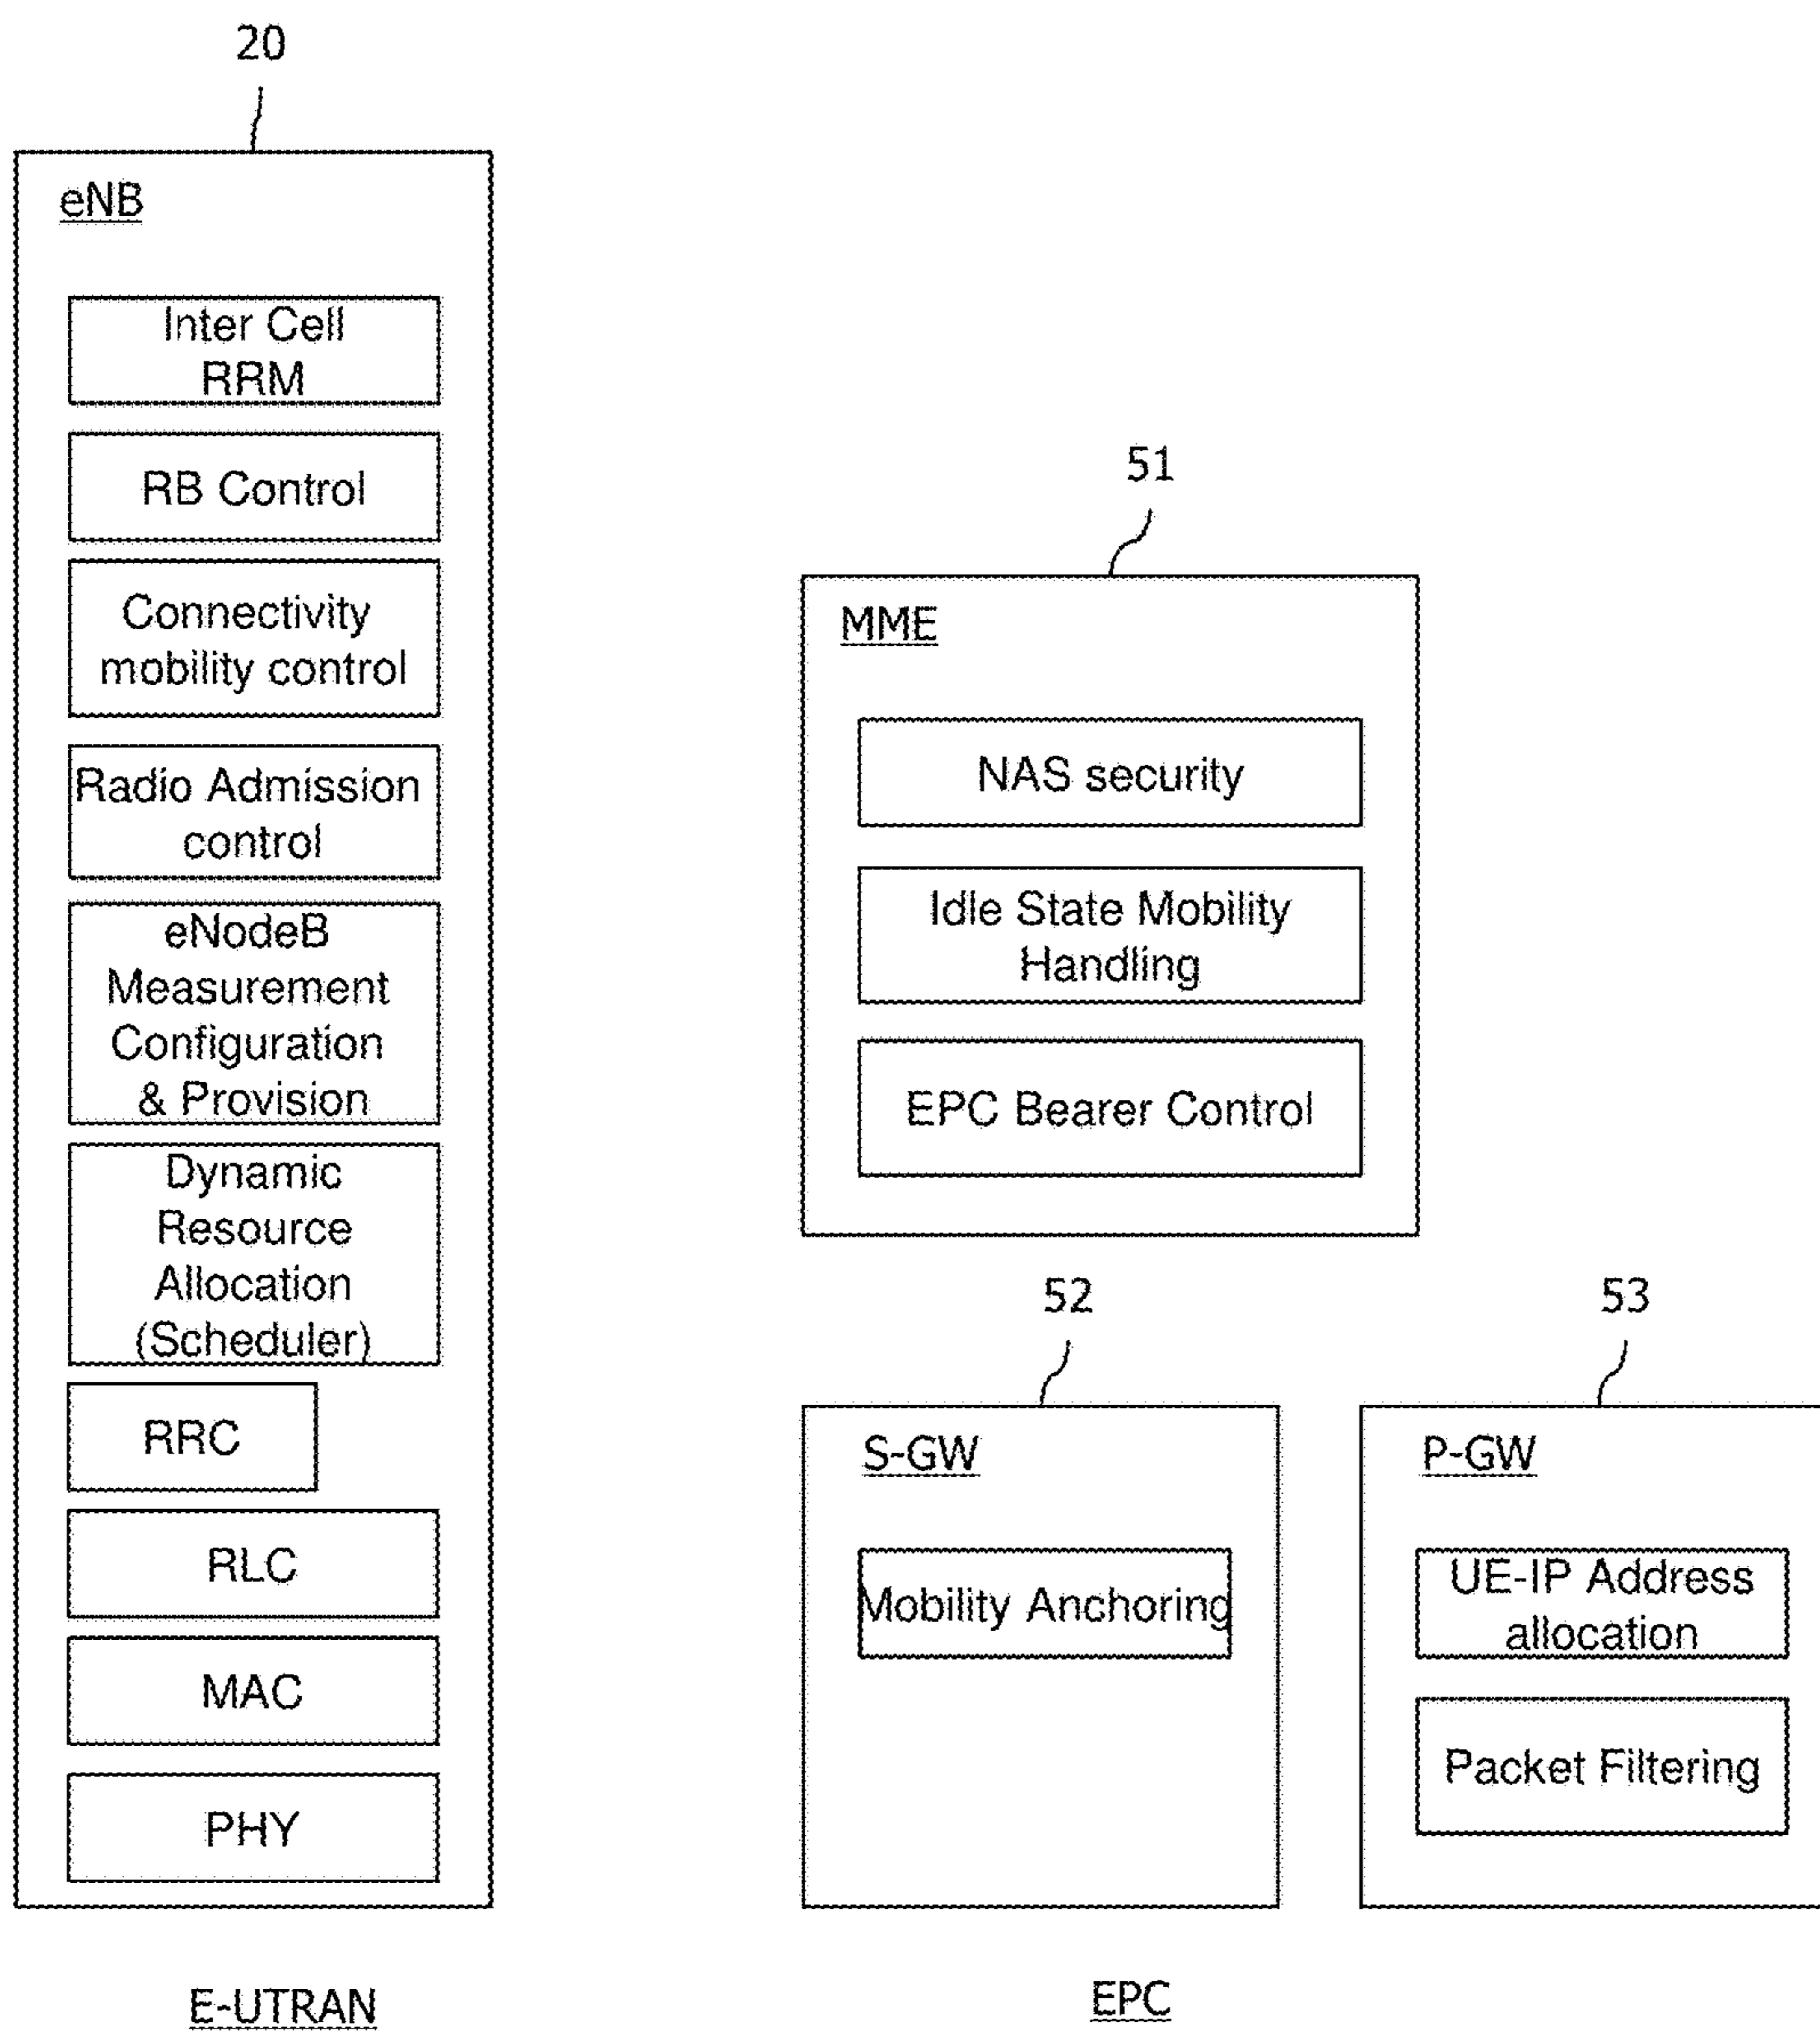 20
eNB
Inter Cell
RRM
RB Control
Connectivity
mobility control
Radio Admission
control
eNodeB
Measurement
Configuration
& Provision
Dynamic
Resource
Allocation
(Scheduler)
RRC
RLC
MAC
PHY
E-UTRAN
51
MME
NAS security
Idle State Mobility
Handling
EPC Bearer Control
52
S-GW
Mobility Anchoring
53
P-GW
UE-IP Address
allocation
Packet Filtering
EPC